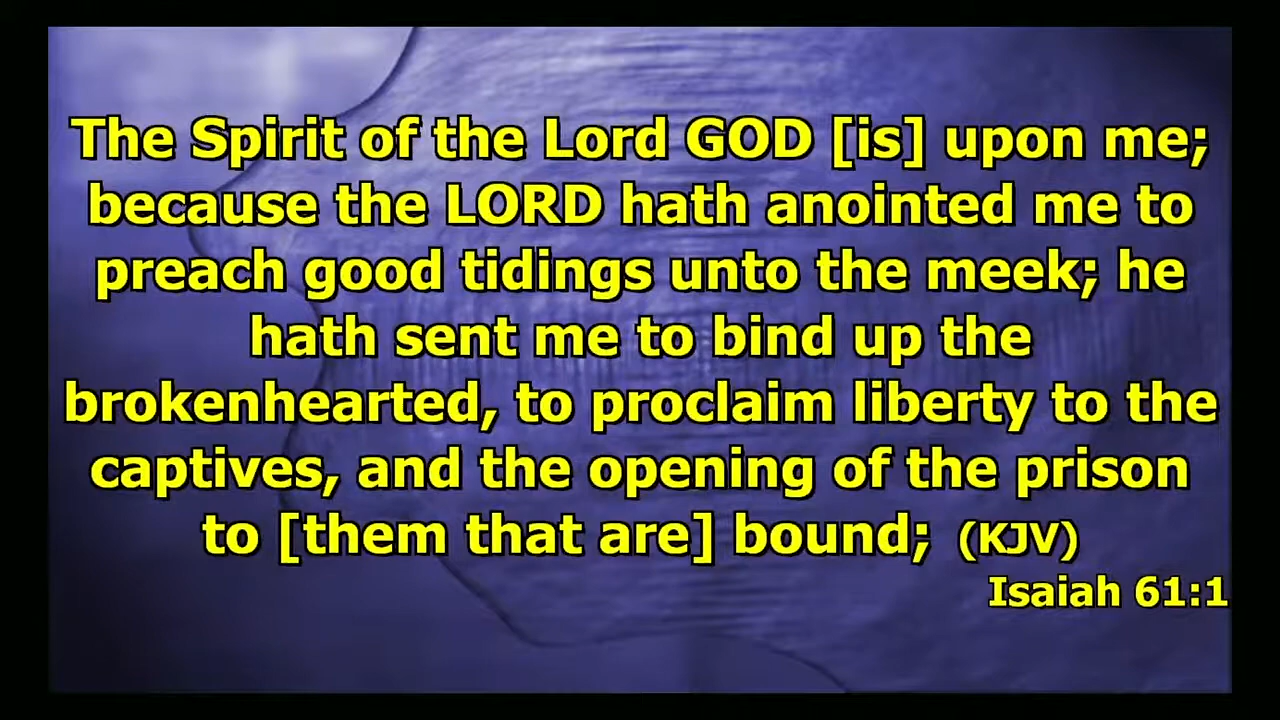 The Spirit of the Lord GOD [is] upon me;
because the LORD hath anointed me to
preach good tidings unto the meek; he
hath sent me to bind up the
brokenhearted, to proclaim liberty to the
captives, and the opening of the prison
to [them that are] bound; (KJV)
Isaiah 61:1